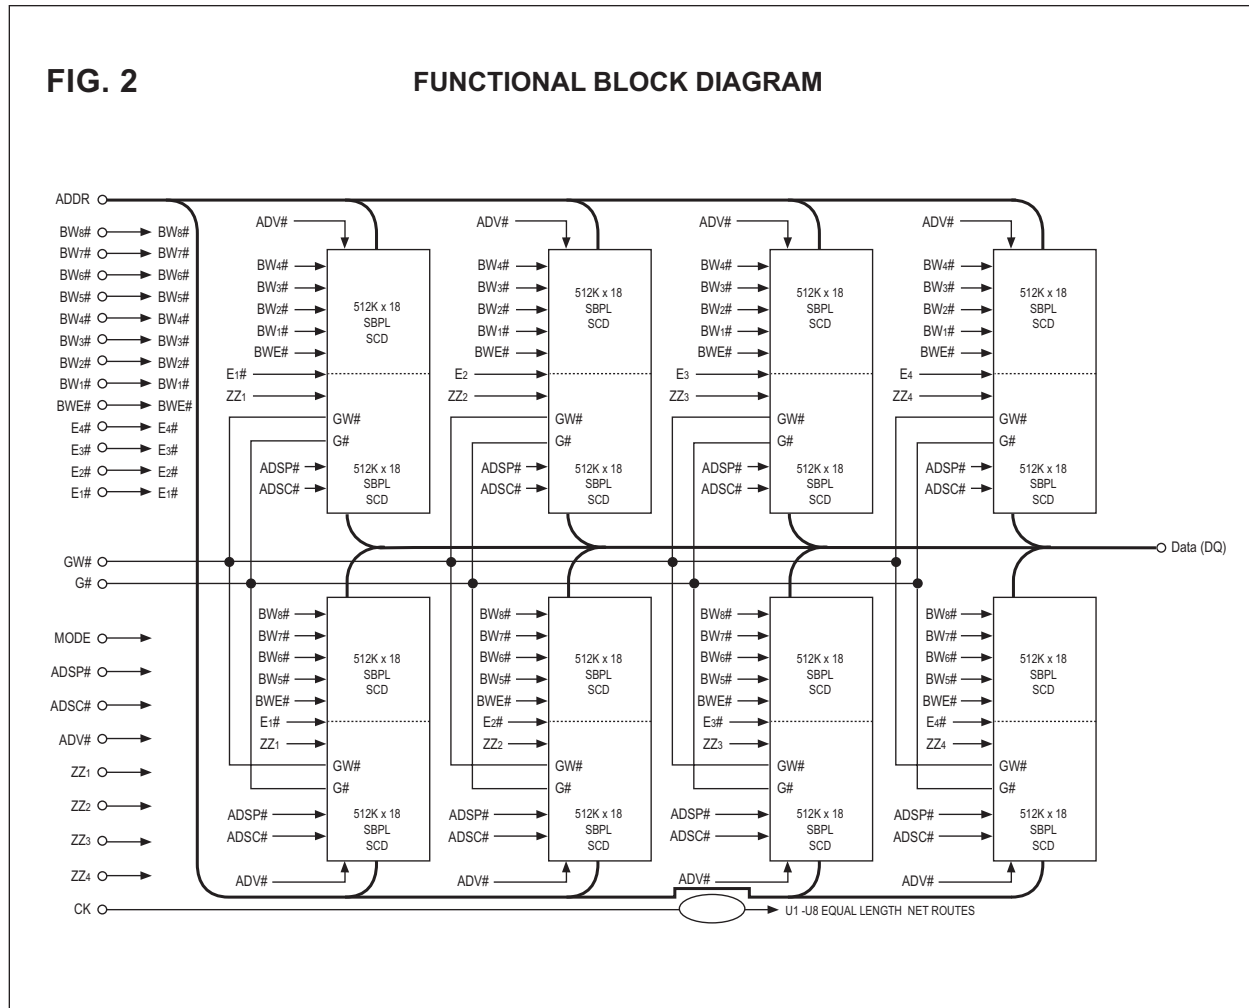 FIG. 2
FUNCTIONAL BLOCK DIAGRAM
ADDR
BW8# BW8#
BW7# BW7#
BW6# BW6#
BW5# BW5#
BW4# BW4#
BW3# BW3#
BW2# BW2#
BW1# BW1#
BWE# BWE#
E4# E4#
E3# E3#
E2# E2#
E1# E1#
GW#
G#
MODE
ADSP#
ADSC#
ADV#
ZZ1
ZZ2
ZZ3
ZZ4
CK
ADV#
BW4#
BW3#
BW2#
BW1#
BWE#
E1#
ZZ1
512K x 18
SBPL
SCD
GW#
G#
ADSP#
ADSC#
512K x 18
SBPL
SCD
ADV#
BW4#
BW3#
BW2#
BW1#
BWE#
E2
ZZ2
512K x 18
SBPL
SCD
GW#
G#
ADSP#
ADSC#
512K x 18
SBPL
SCD
ADV#
BW4#
BW3#
BW2#
BW1#
BWE#
E3
ZZ3
512K x 18
SBPL
SCD
GW#
G#
ADSP#
ADSC#
512K x 18
SBPL
SCD
ADV#
BW4#
BW3#
BW2#
BW1#
BWE#
E4
ZZ4
512K x 18
SBPL
SCD
GW#
G#
ADSP#
ADSC#
512K x 18
SBPL
SCD
Data (DQ)
BW8#
BW7#
BW6#
BW5#
BWE#
E1#
ZZ1
512K x 18
SBPL
SCD
GW#
G#
ADSP#
ADSC#
512K x 18
SBPL
SCD
ADV#
BW8#
BW7#
BW6#
BW5#
BWE#
E2#
ZZ2
512K x 18
SBPL
SCD
GW#
G#
ADSP#
ADSC#
512K x 18
SBPL
SCD
ADV#
BW8#
BW7#
BW6#
BW5#
BWE#
E3#
ZZ3
512K x 18
SBPL
SCD
GW#
G#
ADSP#
ADSC#
512K x 18
SBPL
SCD
ADV#
BW8#
BW7#
BW6#
BW5#
BWE#
E4#
ZZ4
512K x 18
SBPL
SCD
GW#
G#
ADSP#
ADSC#
512K x 18
SBPL
SCD
ADV#
U1 -U8 EQUAL LENGTH NET ROUTES